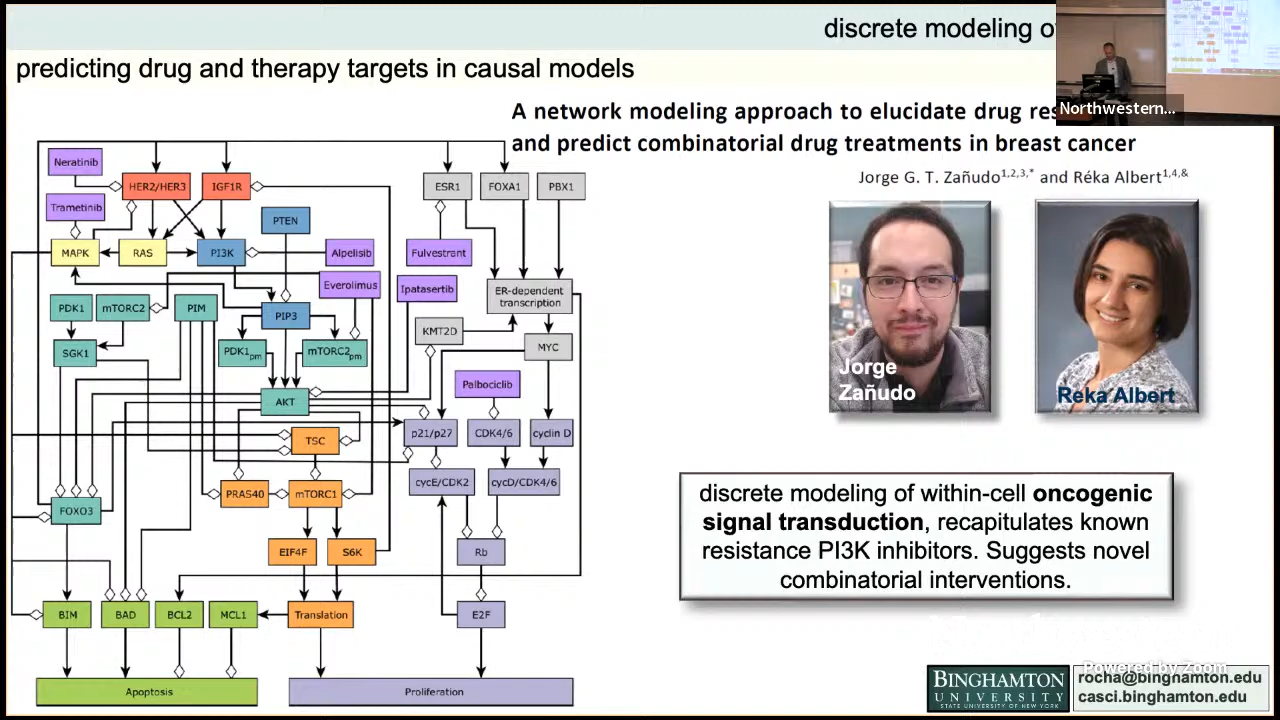 discrete modeling o
predicting drug and therapy targets in causal models
Northwestern...
A network modeling approach to elucidate drug res
and predict combinatorial drug treatments in breast cancer
Jorge G. T. Zañudo1,2,3,* and Réka Albert1,4,&
Neratinib
HER2/HER3
IGF1R
ESR1
FOXA1
PBX1
Trametinib
PTEN
MAPK
RAS
PI3K
Alpelisib
Fulvestrant
Everolimus
Ipatasertib
ER-dependent
transcription
PDK1
mTORC2
PIM
PIP3
KMT2D
SGK1
PDK1pm
mTORC2pm
MYC
Palbociclib
AKT
p21/p27
CDK4/6
cyclin D
TSC
cycE/CDK2
cycD/CDK4/6
PRAS40
mTORC1
FOXO3
EIF4F
S6K
Rb
BIM
BAD
BCL2
MCL1
Translation
E2F
Apoptosis
Proliferation
Jorge
Zañudo
Reka Albert
discrete modeling of within-cell oncogenic
signal transduction, recapitulates known
resistance PI3K inhibitors. Suggests novel
combinatorial interventions.
Powered by Zoom
BINGHAMTON
UNIVERSITY
STATE UNIVERSITY OF NEW YORK
rocha@binghamton.edu
casci.binghamton.edu